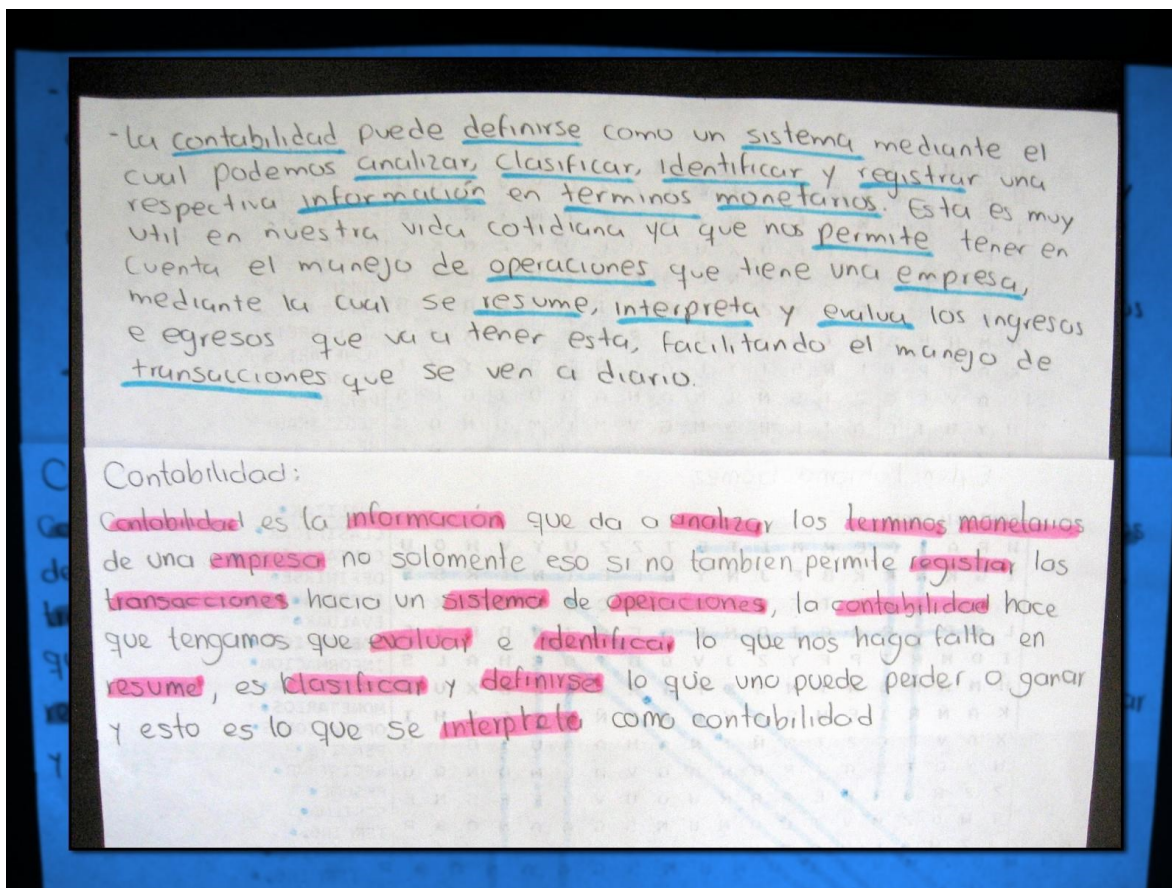 - La contabilidad puede definirse como un sistema mediante el
cual podemos analizar, clasificar, identificar y registrar una
respectiva información en terminos monetarios. Esta es muy
util en nuestra vida cotidiana ya que nos permite tener en
cuenta el manejo de operaciones que tiene una empresa,
mediante la cual se resume, interpreta y evalua los ingresos
e egresos que va a tener esta, facilitando el manejo de
transacciones que se ven a diario.
Contabilidad:
Contabilidad es la información que da a analizar los terminos monetarios
de una empresa no solomente eso si no tambien permite registrar las
transacciones hacia un sistema de operaciones, la contabilidad hace
que tengamos que evaluar e identificar lo que nos haga falta en
resume, es clasificar y definirse lo que uno puede perder o ganar
y esto es lo que se interprete como contabilidad